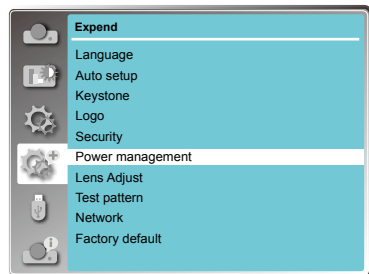 Expend
Language
Auto setup
Keystone
Logo
Security
Power management
Lens Adjust
Test pattern
Network
Factory default